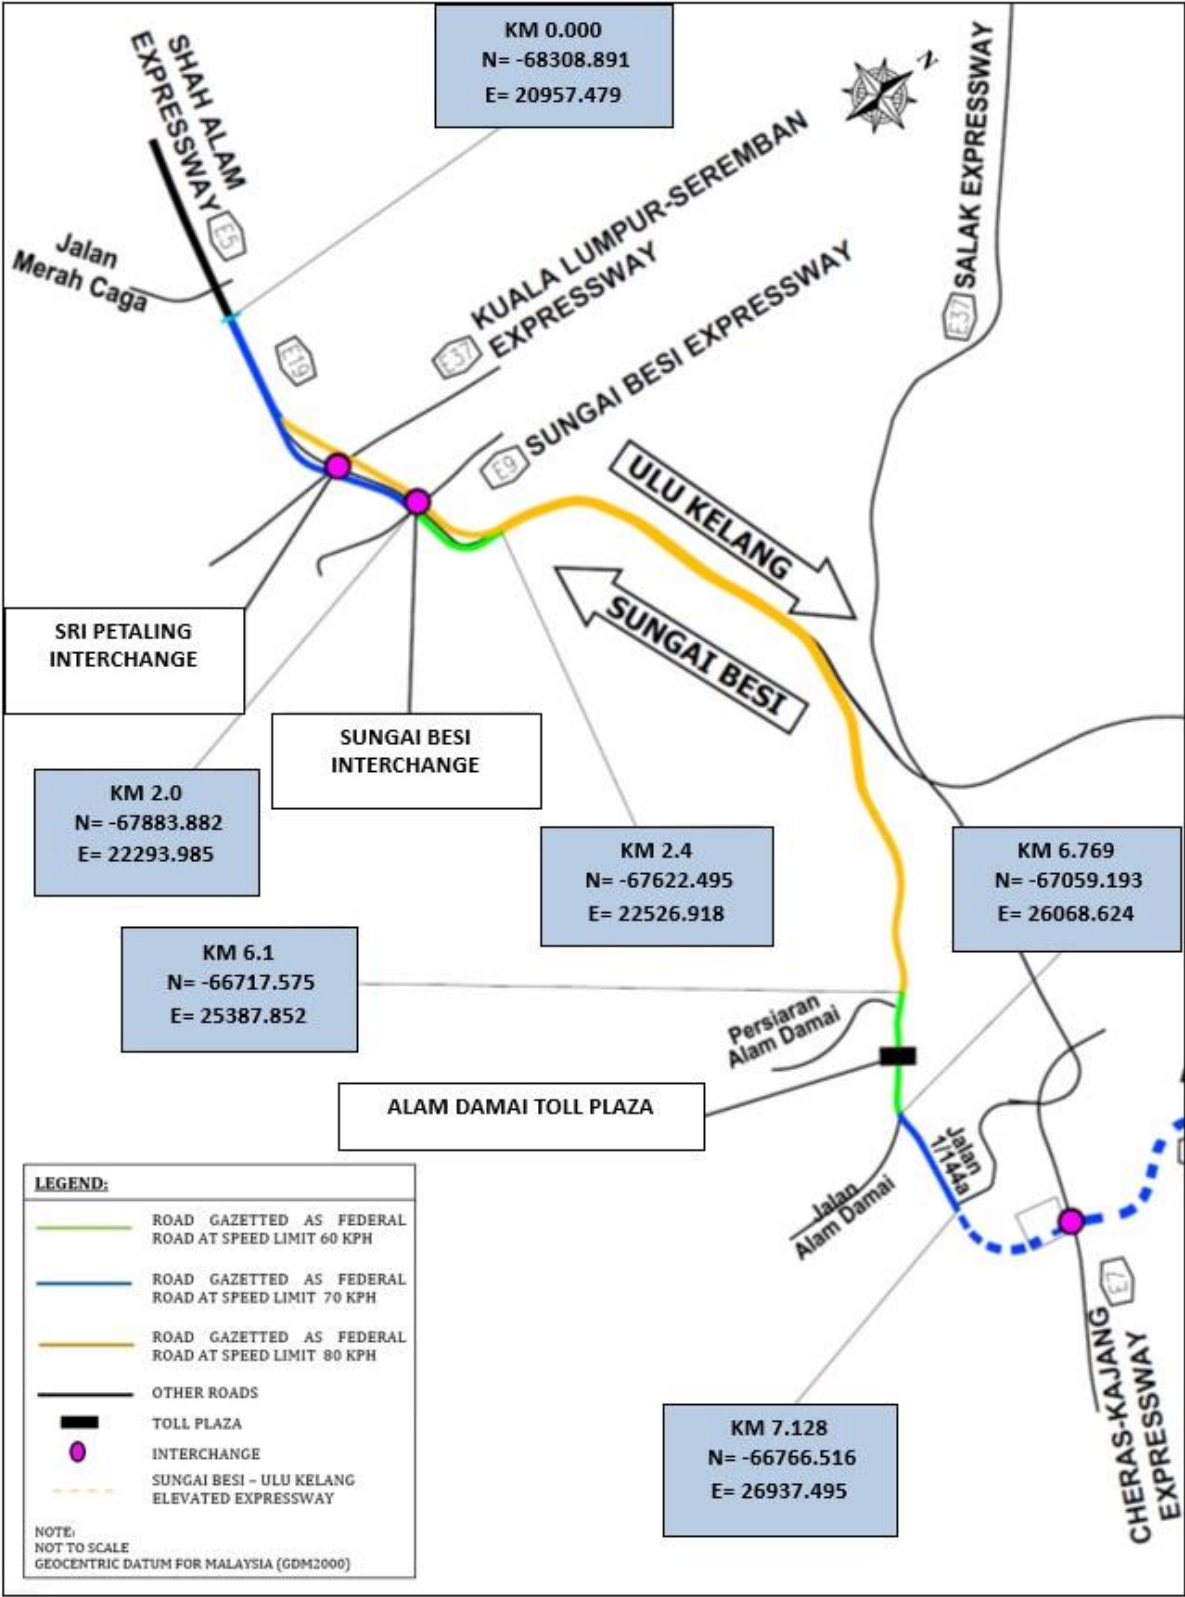 KM 0.000
N= -68308.891
E= 20957.479
SHAH ALAM
EXPRESSWAY
E5
N
Jalan
Merah Caga
KUALA LUMPUR-SEREMBAN
EXPRESSWAY
E37
SALAK EXPRESSWAY
E37
E19
SUNGAI BESI EXPRESSWAY
E9
ULU KELANG
SUNGAI BESI
SRI PETALING
INTERCHANGE
SUNGAI BESI
INTERCHANGE
KM 2.0
N= -67883.882
E= 22293.985
KM 2.4
N= -67622.495
E= 22526.918
KM 6.769
N= -67059.193
E= 26068.624
KM 6.1
N= -66717.575
E= 25387.852
Persiaran
Alam Damai
ALAM DAMAI TOLL PLAZA
Jalan
1/144a
Jalan
Alam Damai
E7
CHERAS-KAJANG
EXPRESSWAY
KM 7.128
N= -66766.516
E= 26937.495
LEGEND:
ROAD GAZETTED AS FEDERAL
ROAD AT SPEED LIMIT 60 KPH
ROAD GAZETTED AS FEDERAL
ROAD AT SPEED LIMIT 70 KPH
ROAD GAZETTED AS FEDERAL
ROAD AT SPEED LIMIT 80 KPH
OTHER ROADS
TOLL PLAZA
INTERCHANGE
SUNGAI BESI – ULU KELANG
ELEVATED EXPRESSWAY
NOTE:
NOT TO SCALE
GEOCENTRIC DATUM FOR MALAYSIA (GDM2000)